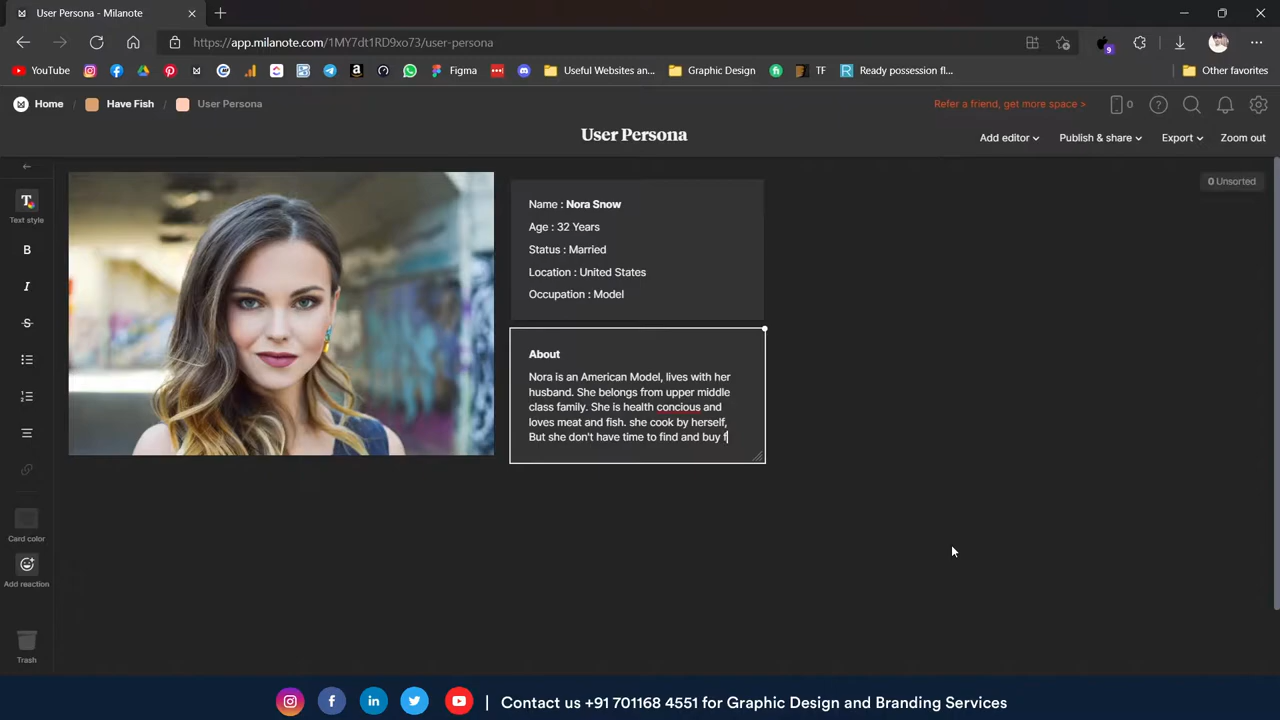 User Persona - Milanote
https://app.milanote.com/1MY7dt1RD9xo73/user-persona
9
YouTube
Figma
Useful Websites an...
Graphic Design
TF
Ready possession fl...
Other favorites
Home / Have Fish / User Persona
Refer a friend, get more space >
0
User Persona
Add editor
Publish & share
Export
Zoom out
0 Unsorted
Text style
B
I
S
Card color
Add reaction
Trash
Name : Nora Snow
Age : 32 Years
Status : Married
Location : United States
Occupation : Model
About
Nora is an American Model, lives with her
husband. She belongs from upper middle
class family. She is health concious and
loves meat and fish. she cook by herself,
But she don't have time to find and buy f
| Contact us +91 701168 4551 for Graphic Design and Branding Services